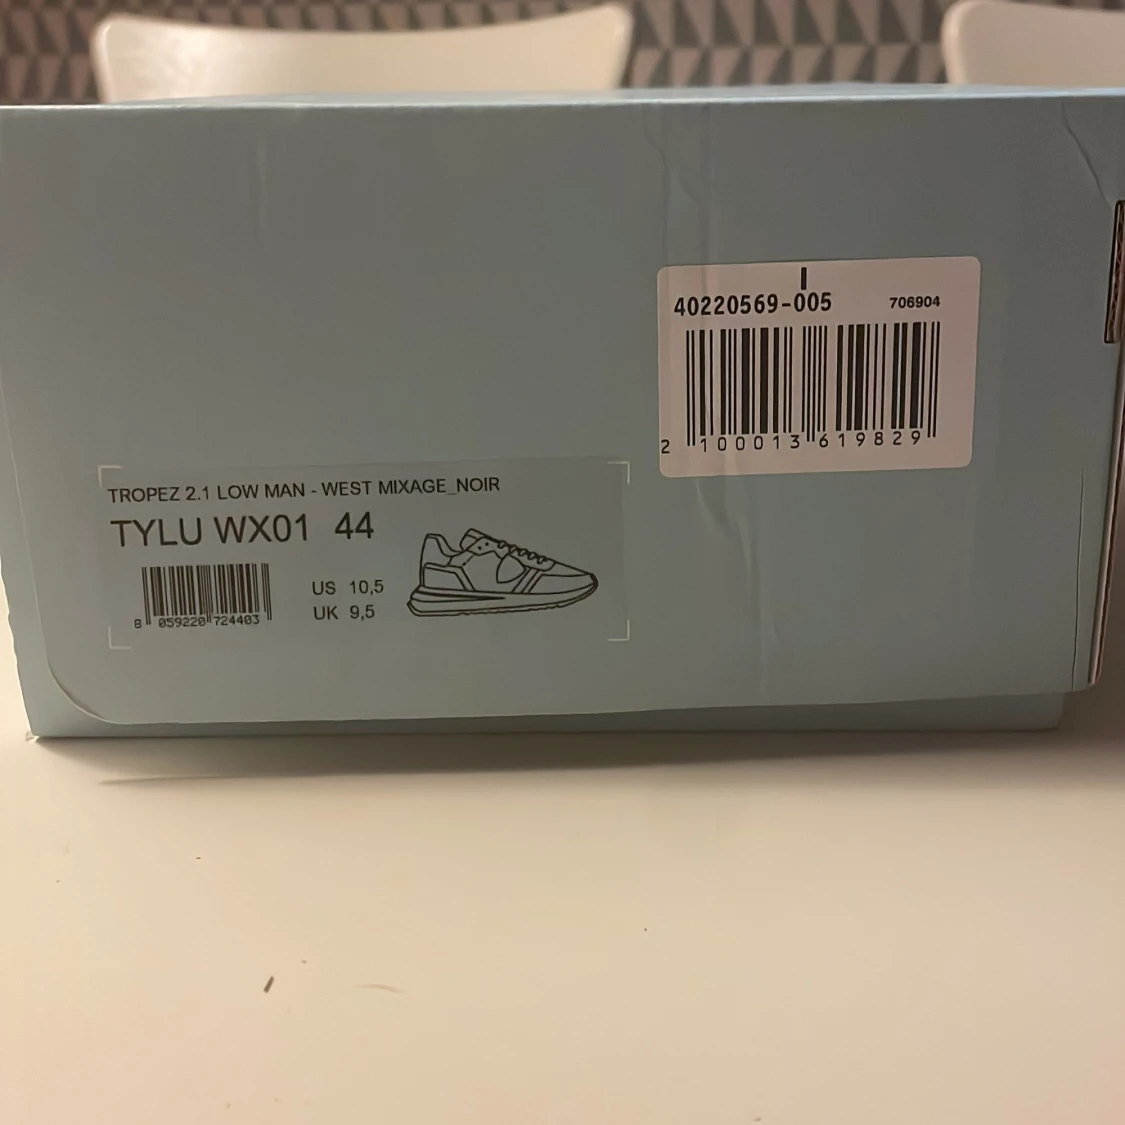 40220569-005 706904
2 100013 619829
TROPEZ 2.1 LOW MAN - WEST MIXAGE_NOIR
TYLU WX01 44
US 10,5
UK 9,5
8 059220 724403